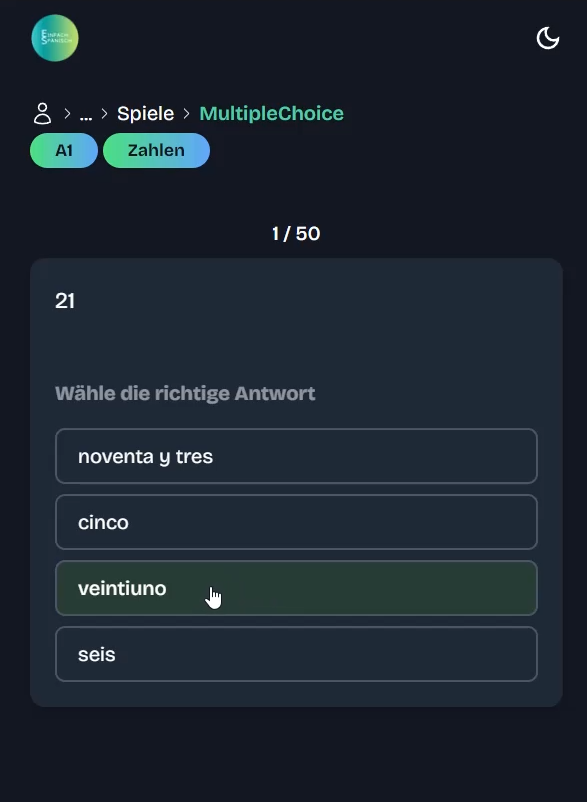 EINFACH
SPANISCH
... Spiele MultipleChoice
A1 Zahlen
1 / 50
21
Wähle die richtige Antwort
noventa y tres
cinco
veintiuno
seis